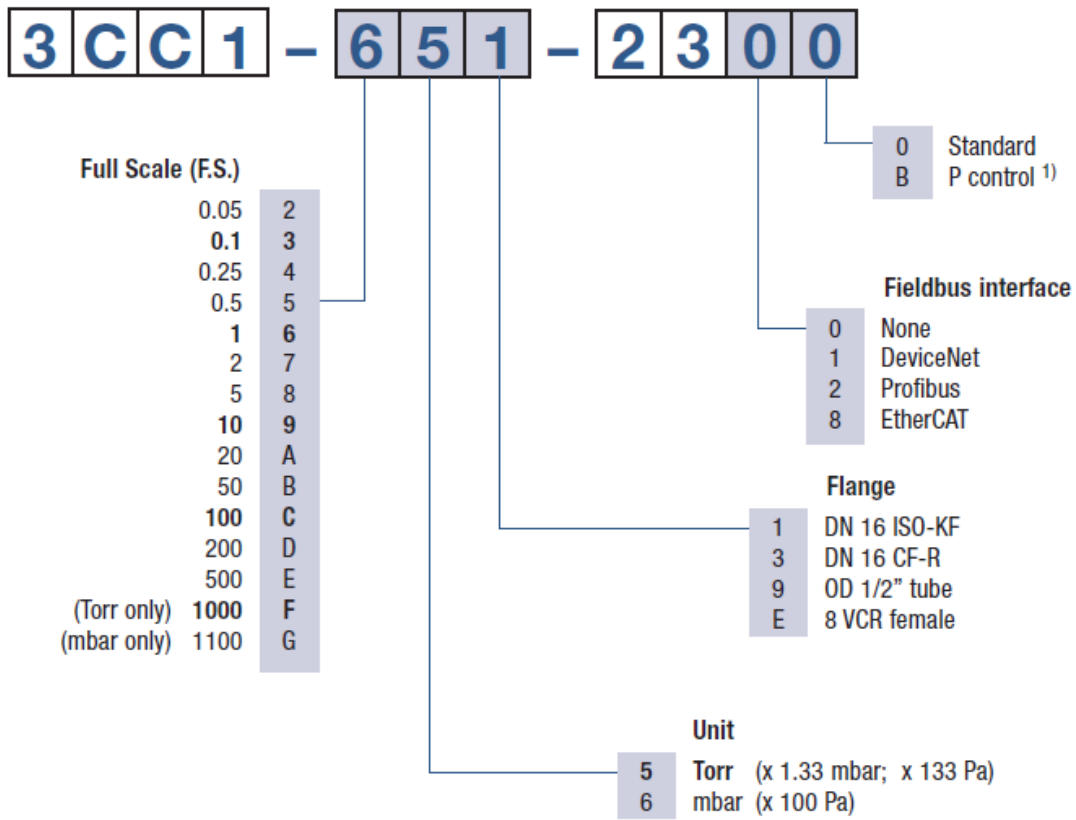 3CC1 – 651 – 2300
0 Standard
B P control 1)
Full Scale (F.S.)
0.05 2
0.1 3
0.25 4
0.5 5
1 6
2 7
5 8
10 9
20 A
50 B
100 C
200 D
500 E
(Torr only) 1000 F
(mbar only) 1100 G
Fieldbus interface
0 None
1 DeviceNet
2 Profibus
8 EtherCAT
Flange
1 DN 16 ISO-KF
3 DN 16 CF-R
9 OD 1/2” tube
E 8 VCR female
Unit
5 Torr (x 1.33 mbar; x 133 Pa)
6 mbar (x 100 Pa)